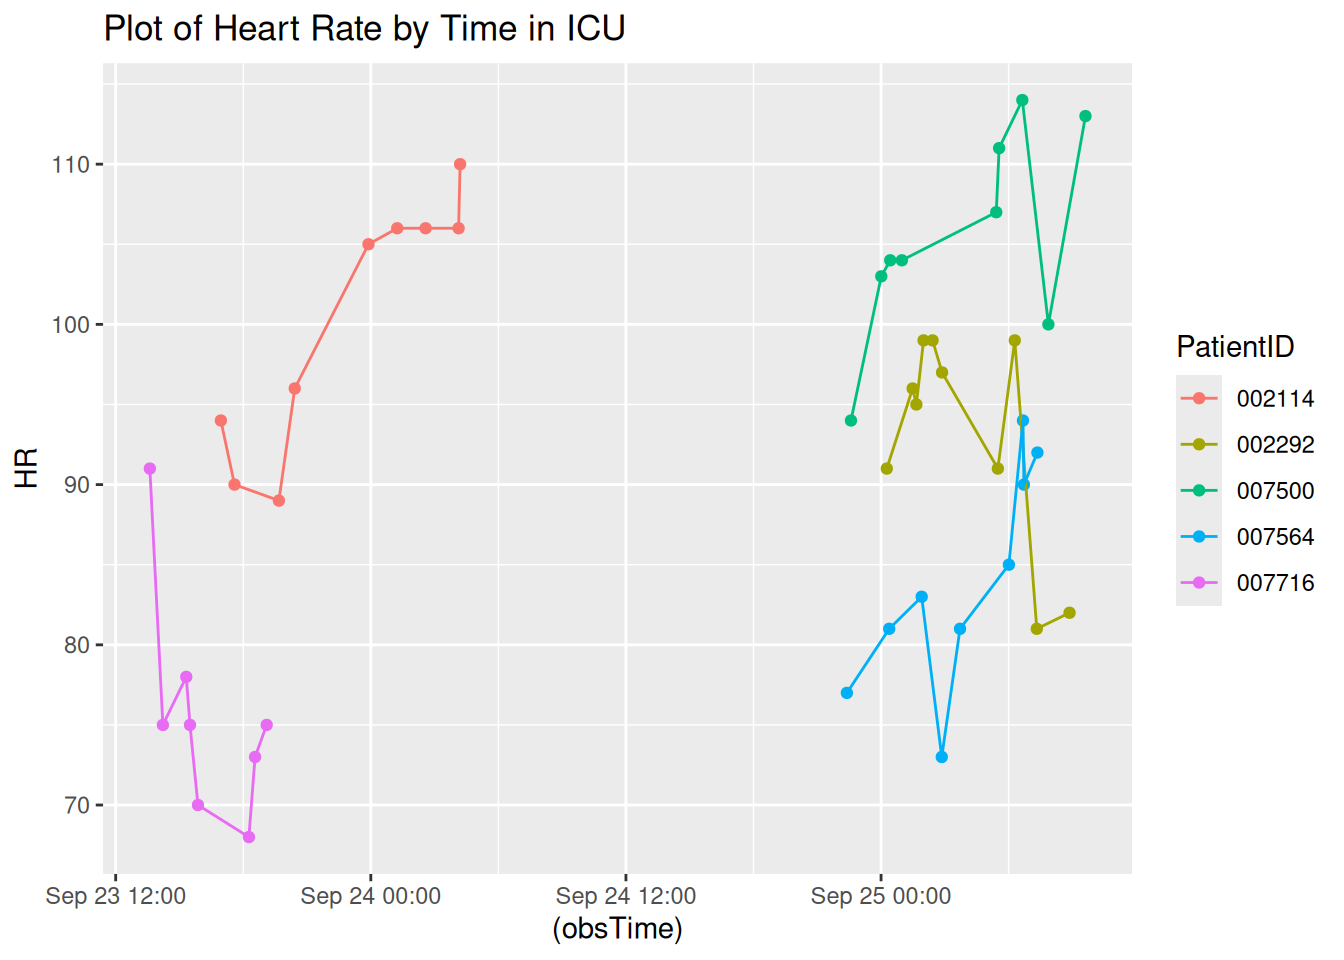 Plot of Heart Rate by Time in ICU
HR
110
100
90
80
70
Sep 23 12:00
Sep 24 00:00
Sep 24 12:00
Sep 25 00:00
(obsTime)
PatientID
002114
002292
007500
007564
007716